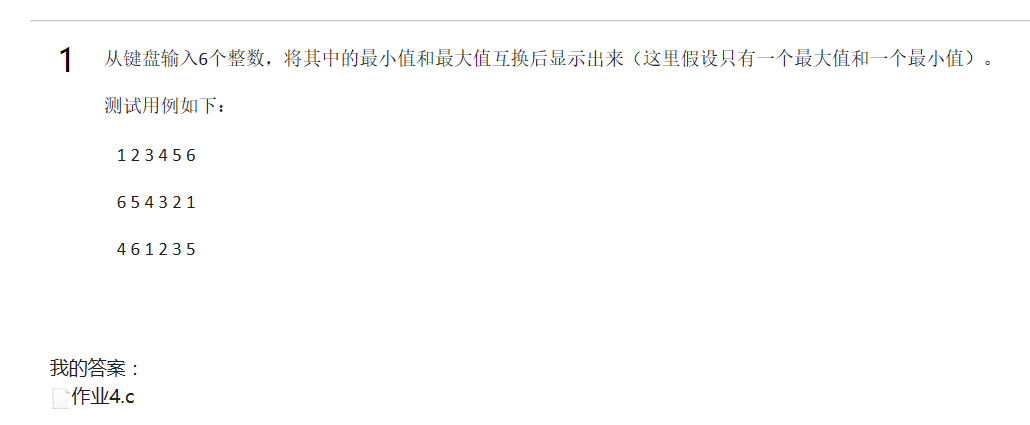 1 从键盘输入6个整数，将其中的最小值和最大值互换后显示出来（这里假设只有一个最大值和一个最小值）。
测试用例如下：
1 2 3 4 5 6
6 5 4 3 2 1
4 6 1 2 3 5
我的答案：
作业4.c